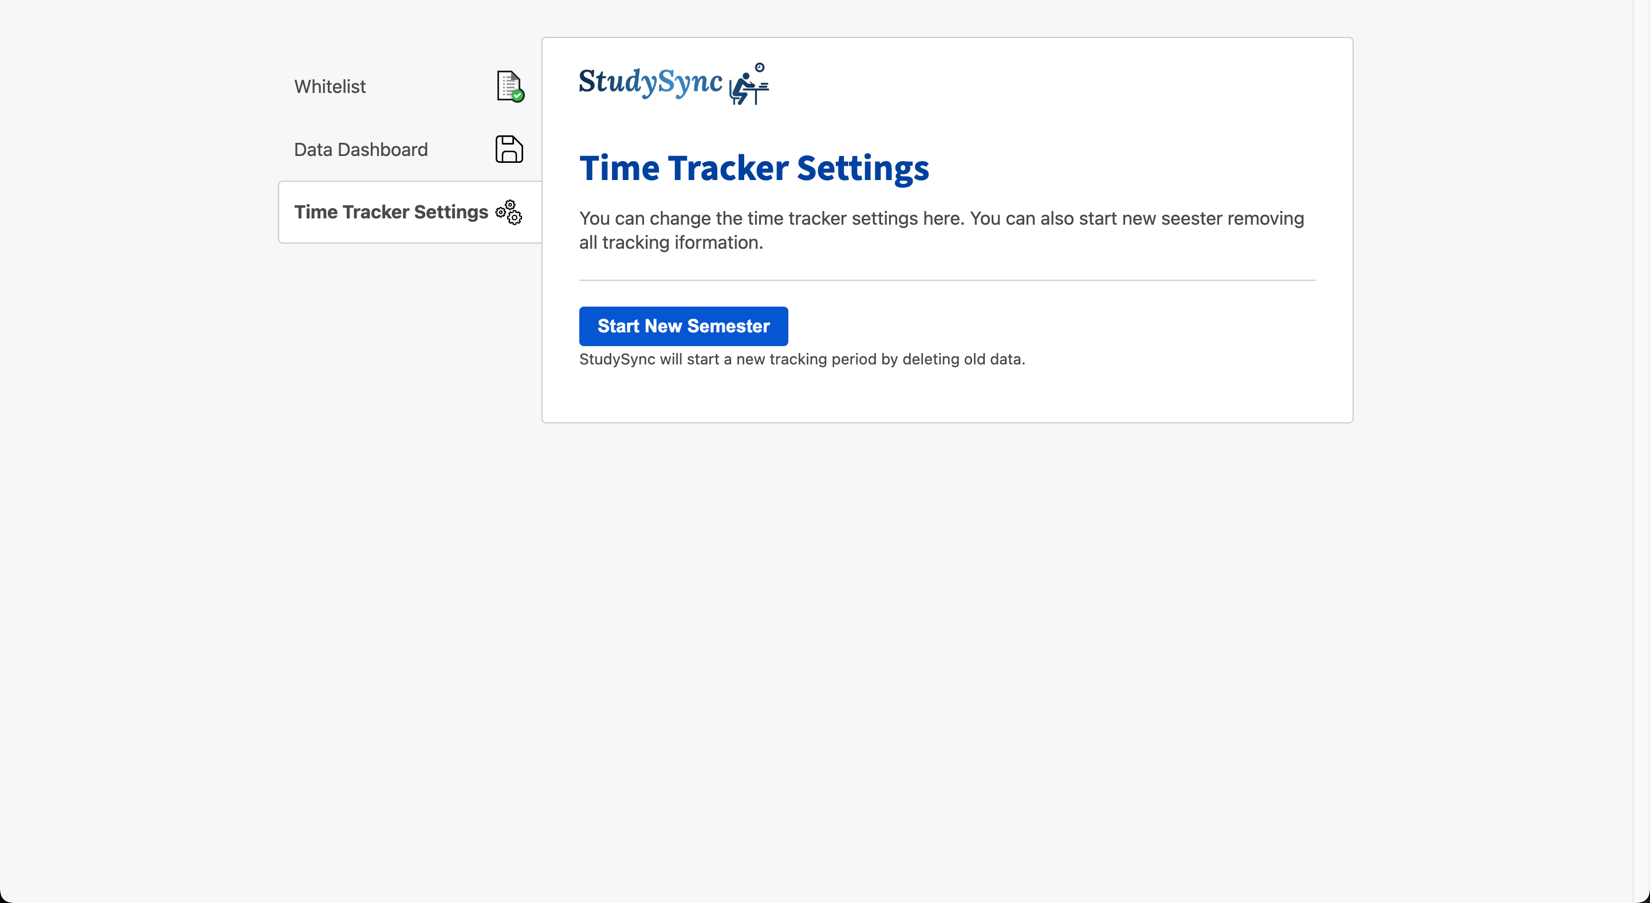 Whitelist
Data Dashboard
Time Tracker Settings
StudySync
Time Tracker Settings
You can change the time tracker settings here. You can also start new seester removing
all tracking iformation.
Start New Semester
StudySync will start a new tracking period by deleting old data.